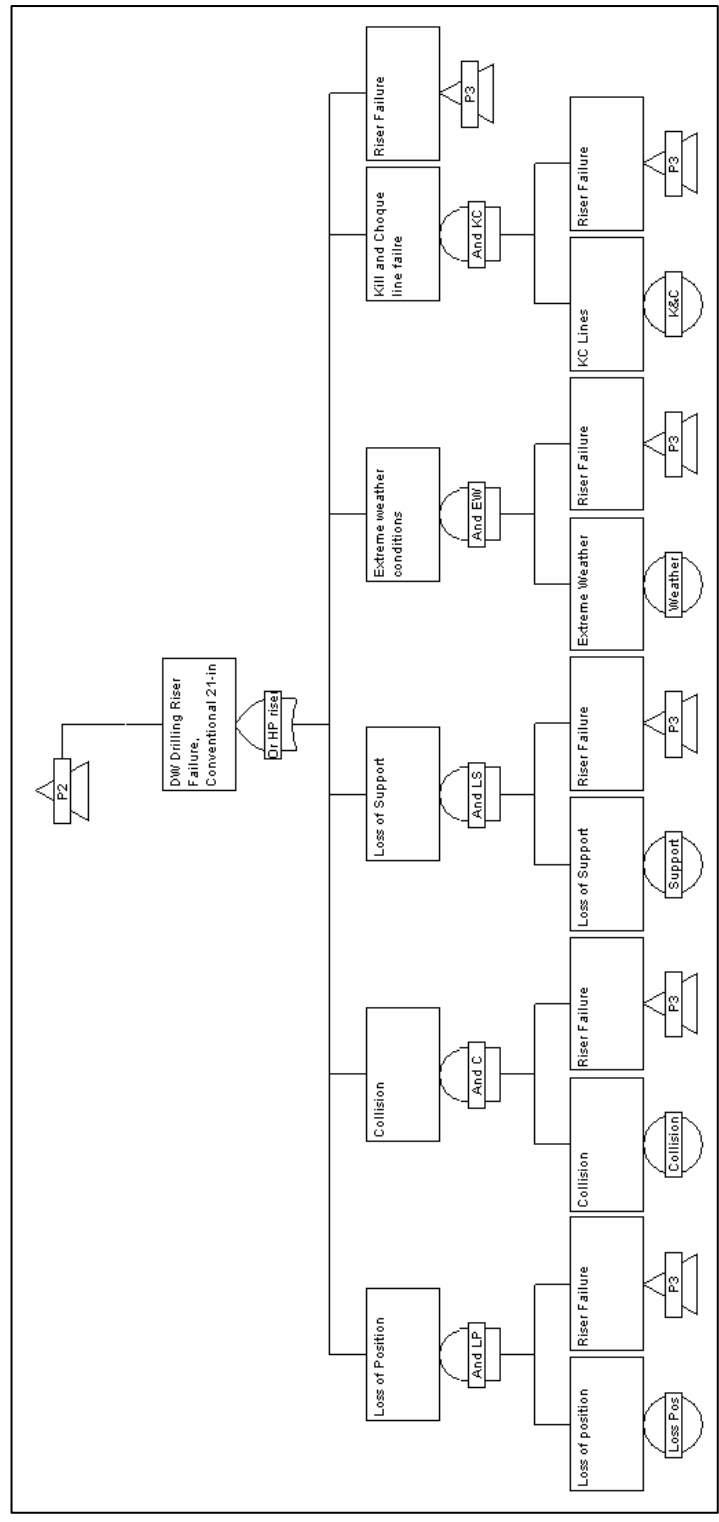 P2
DW Drilling Riser
Failure,
Conventional 21-in
Or HP riser
Loss of Position
And LP
Collision
And C
Loss of Support
And LS
Extreme weather
conditions
And EW
Kill and Choque
line failre
And KC
Riser Failure
P3
Loss of position
Loss Pos
Riser Failure
P3
Collision
Collision
Riser Failure
P3
Loss of Support
Support
Riser Failure
P3
Extreme Weather
Weather
Riser Failure
P3
KC Lines
K&C
Riser Failure
P3